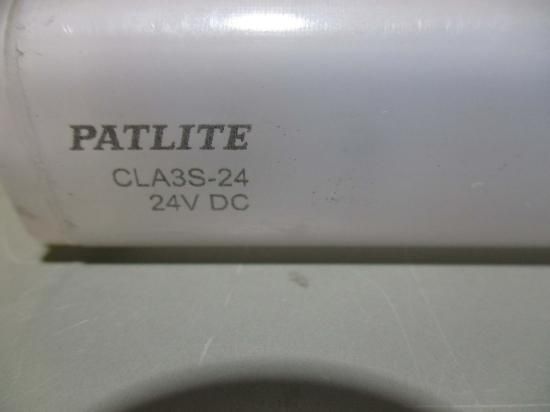 PATLITE
CLA3S-24
24V DC